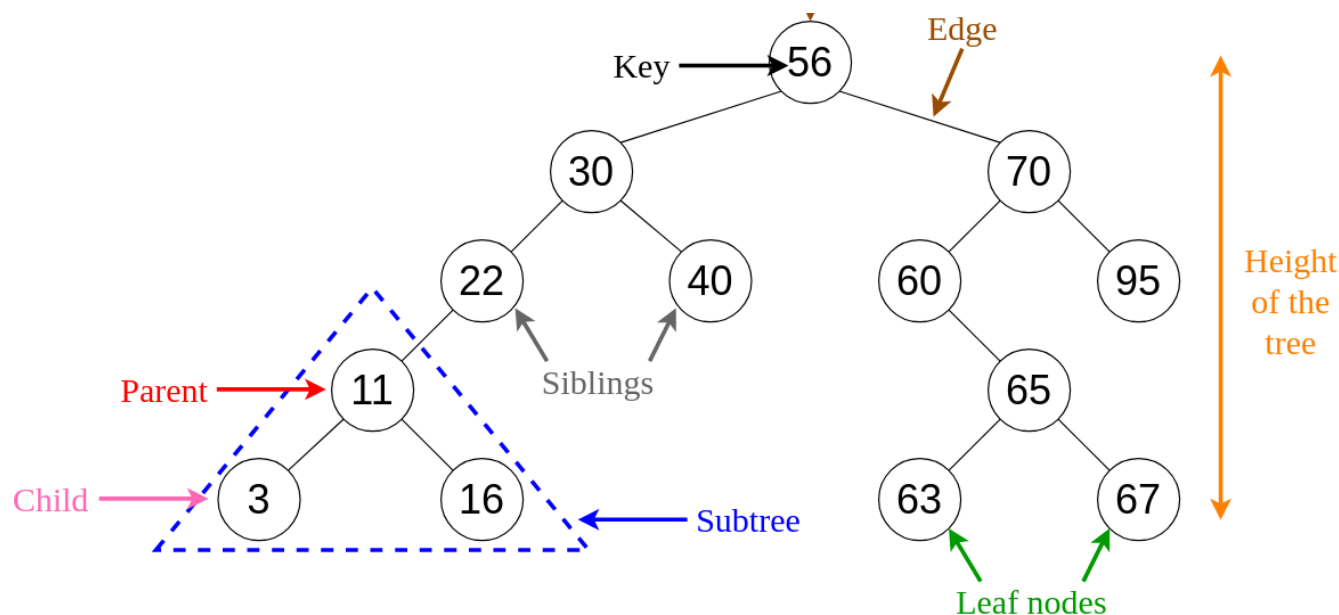 Edge
Key
56
30
70
22
40
60
95
Height
of the
tree
Siblings
Parent
11
65
Child
3
16
Subtree
63
67
Leaf nodes